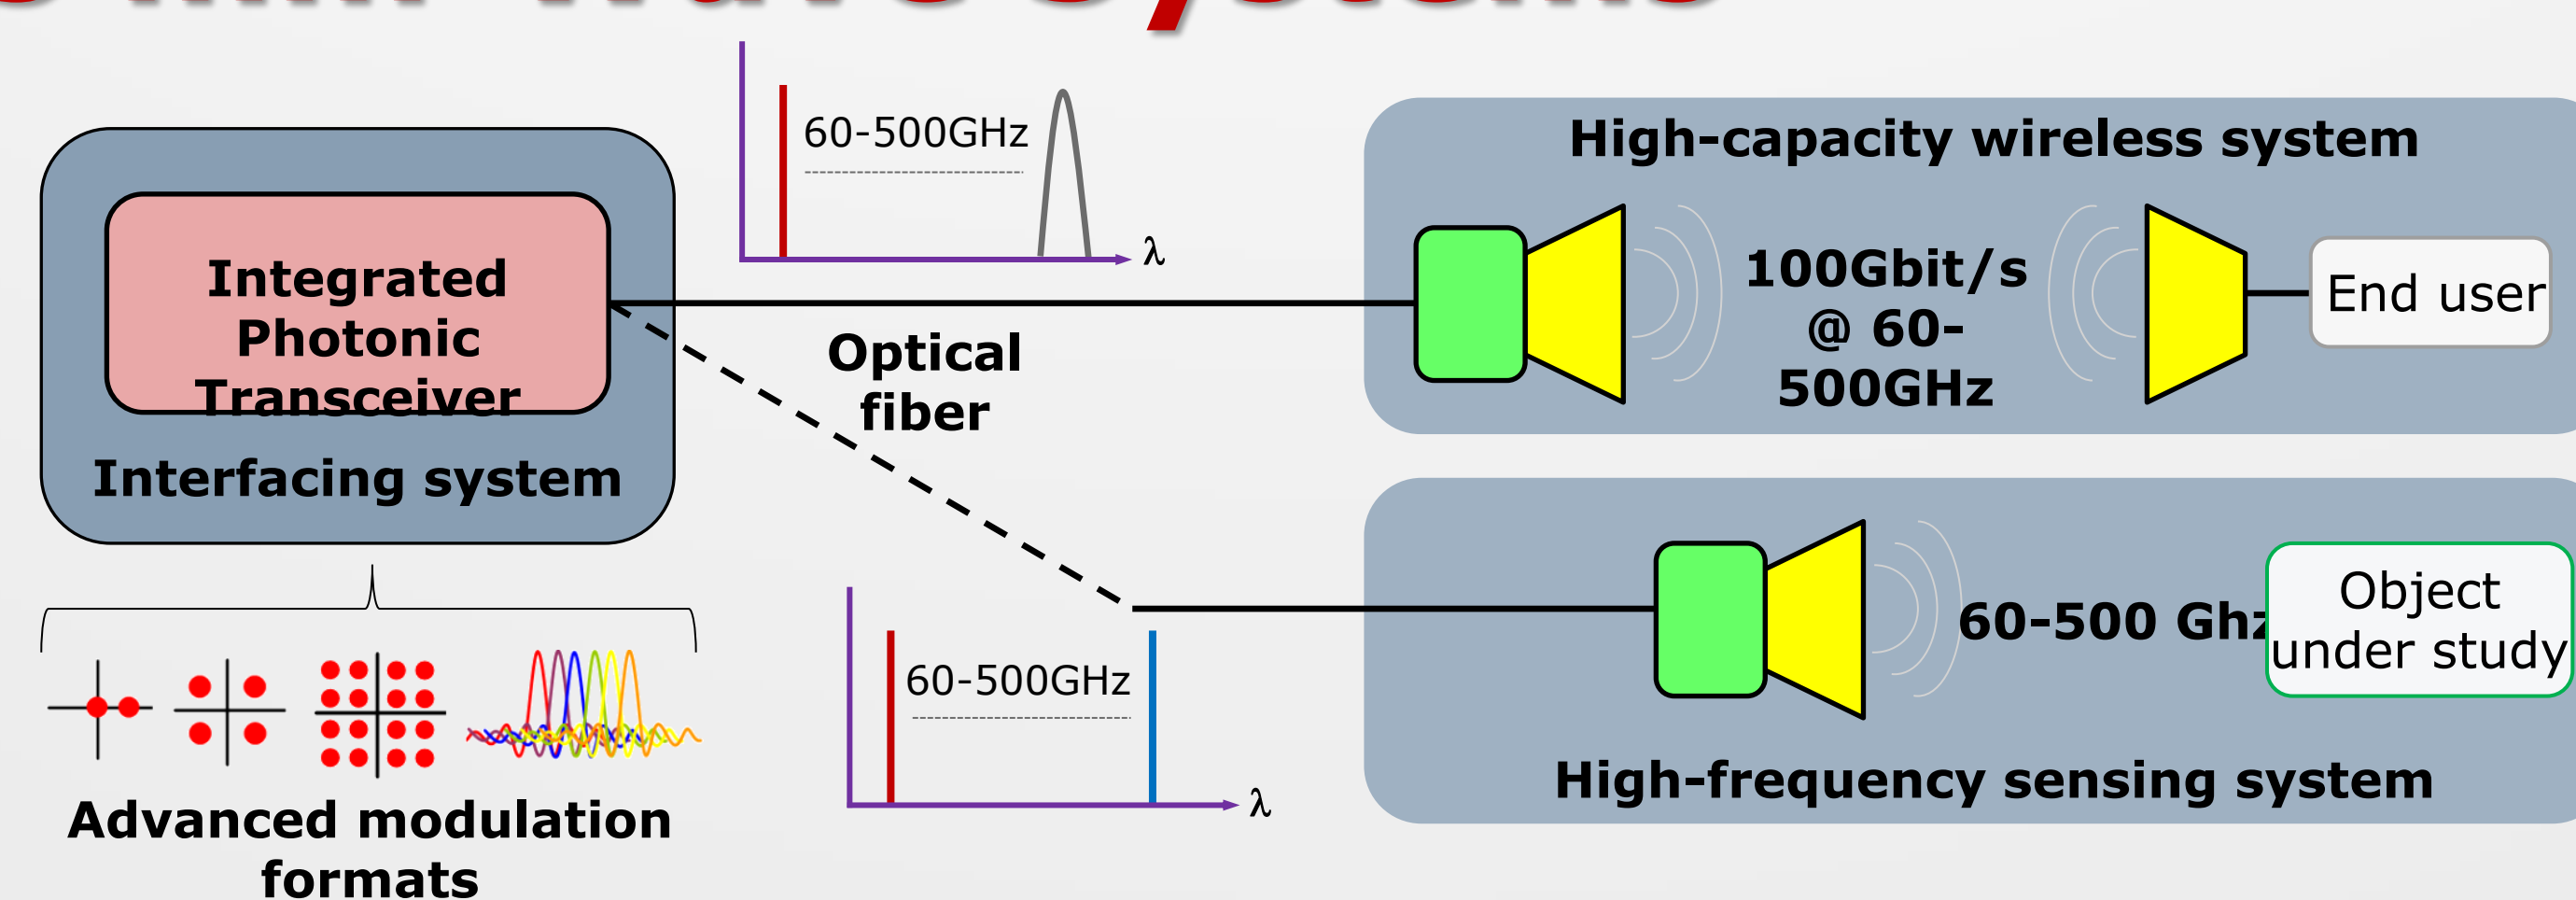 Systems
60-500GHz
λ
Integrated
Photonic
Transceiver
Interfacing system
Optical
fiber
High-capacity wireless system
100Gbit/s
@ 60-
500GHz
End user
60-500GHz
λ
60-500 Ghz
Object
under study
High-frequency sensing system
Advanced modulation
formats